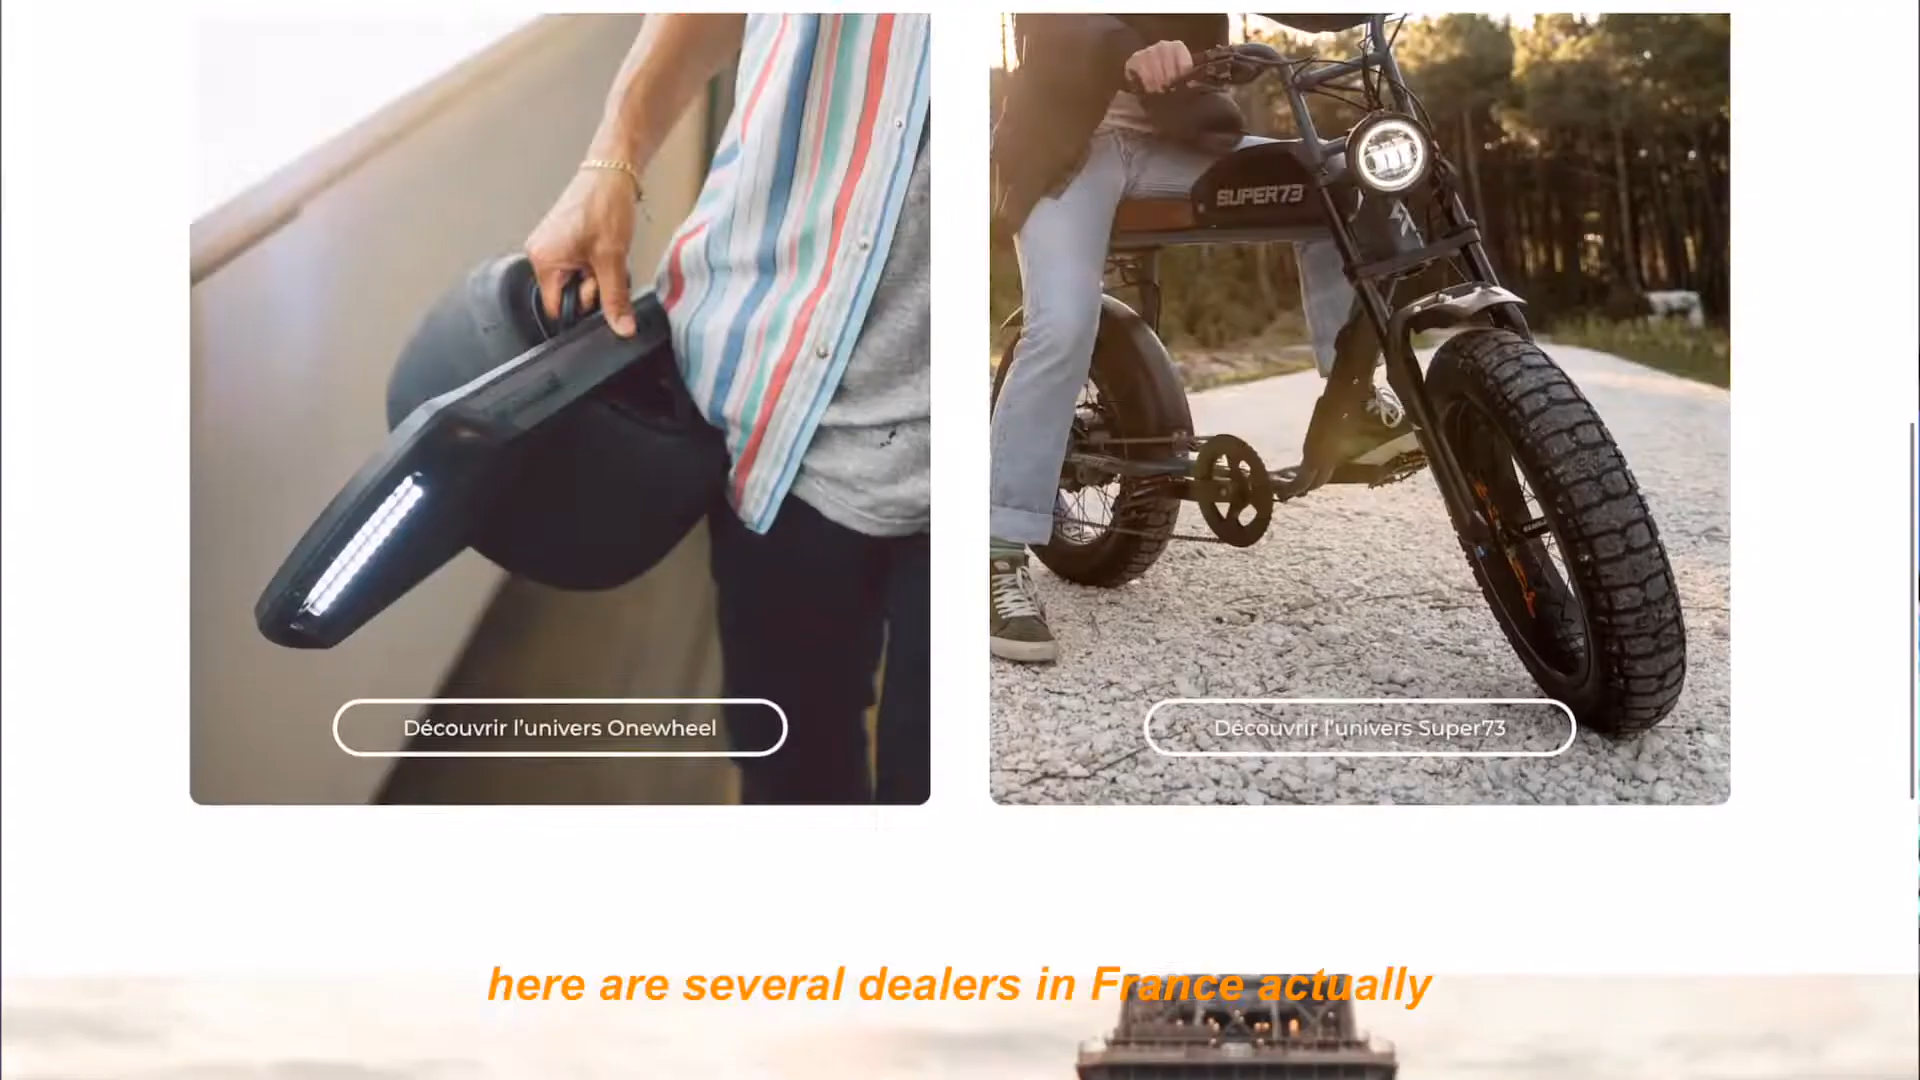 SUPER73
Découvrir l'univers Onewheel
Découvrir l'univers Super73
here are several dealers in France actually